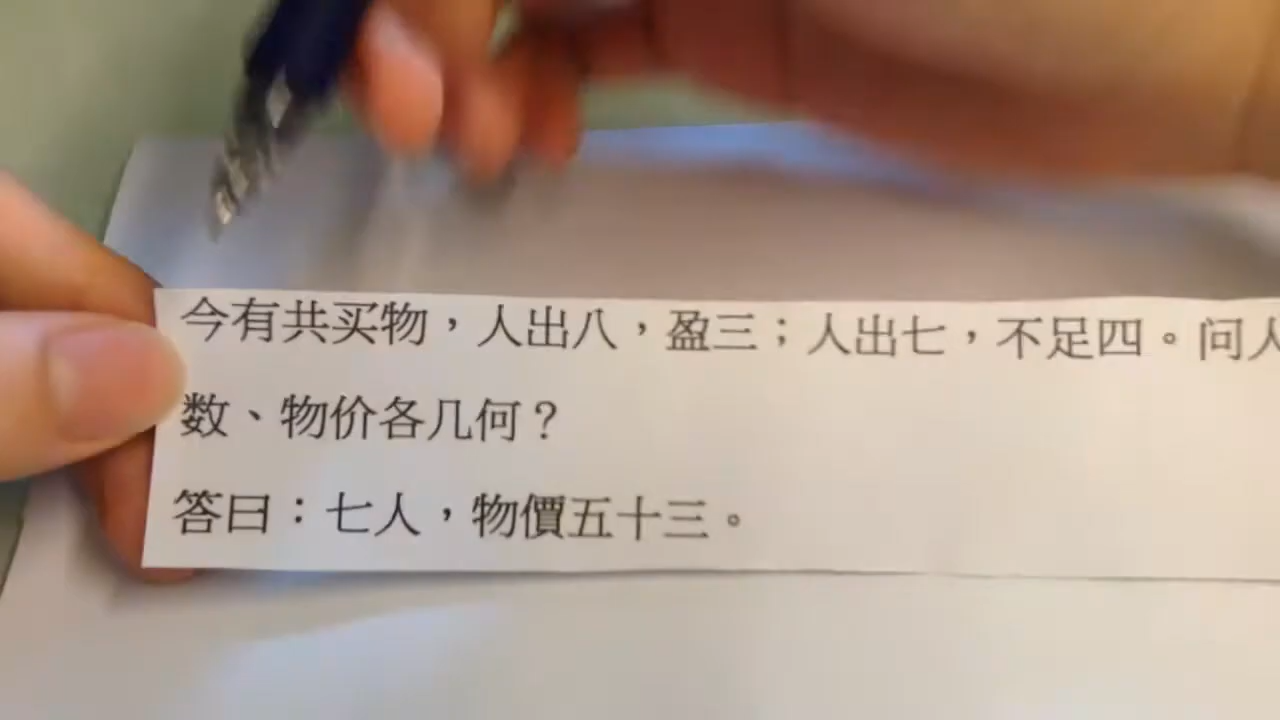 今有共买物，人出八，盈三；人出七，不足四。问人
数、物价各几何？
答曰：七人，物價五十三。